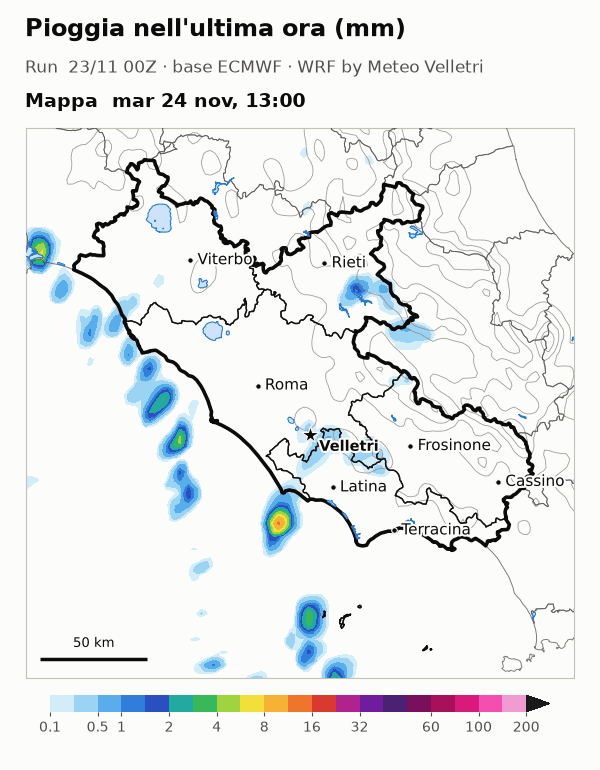 Pioggia nell'ultima ora (mm)
Run  23/11 00Z · base ECMWF · WRF by Meteo Velletri
Mappa  mar 24 nov, 13:00
Viterbo
Rieti
Roma
Velletri
Frosinone
Latina
Cassino
Terracina
50 km
0.1 0.5 1 2 4 8 16 32 60 100 200